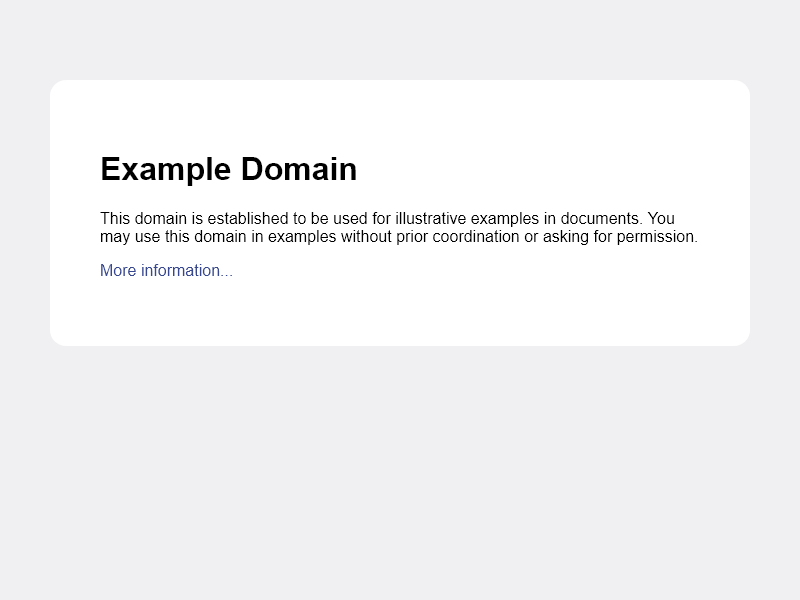 Example Domain
This domain is established to be used for illustrative examples in documents. You
may use this domain in examples without prior coordination or asking for permission.
More information...